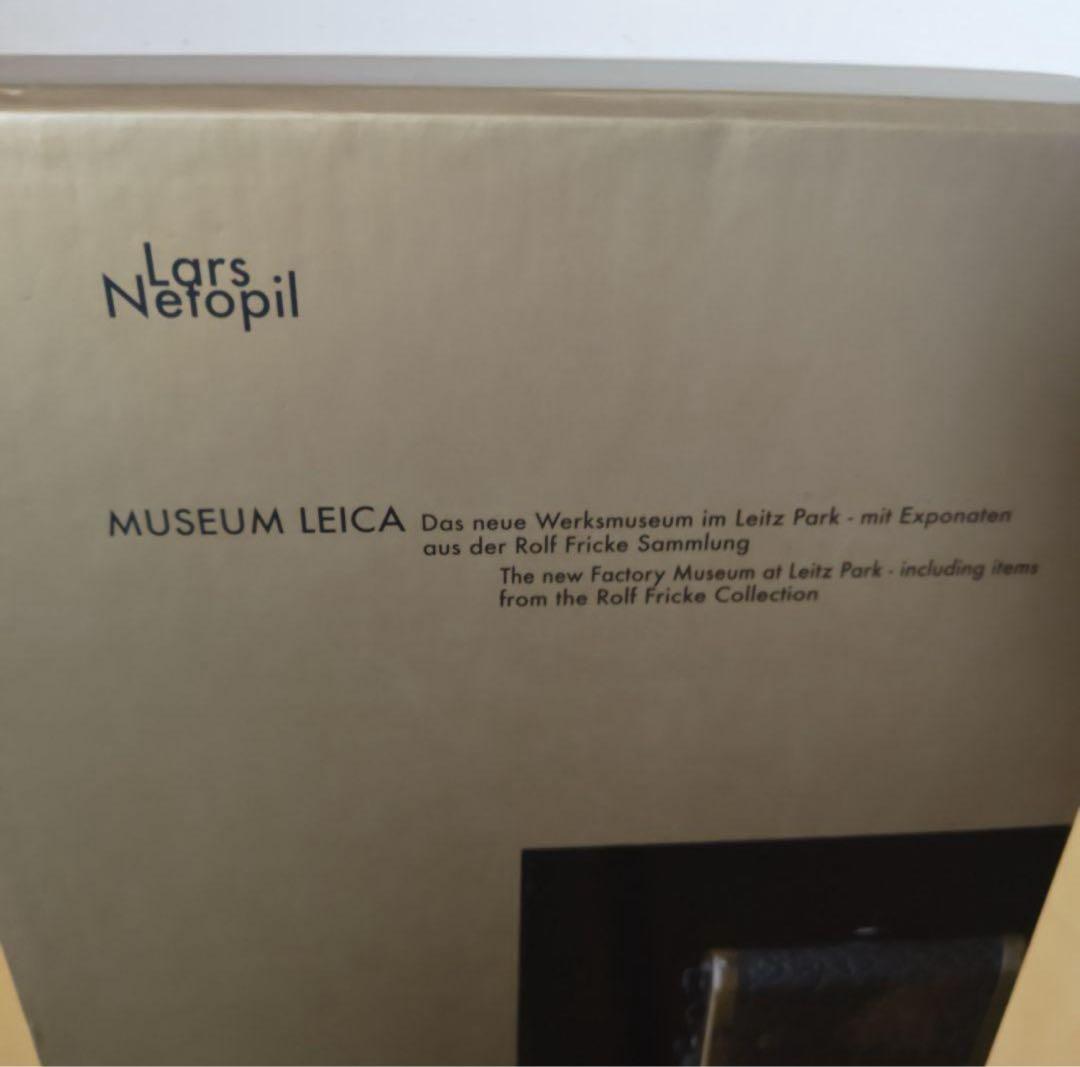 Lars
Netopil
MUSEUM LEICA Das neue Werksmuseum im Leitz Park - mit Exponaten
aus der Rolf Fricke Sammlung
The new Factory Museum at Leitz Park - including items
from the Rolf Fricke Collection